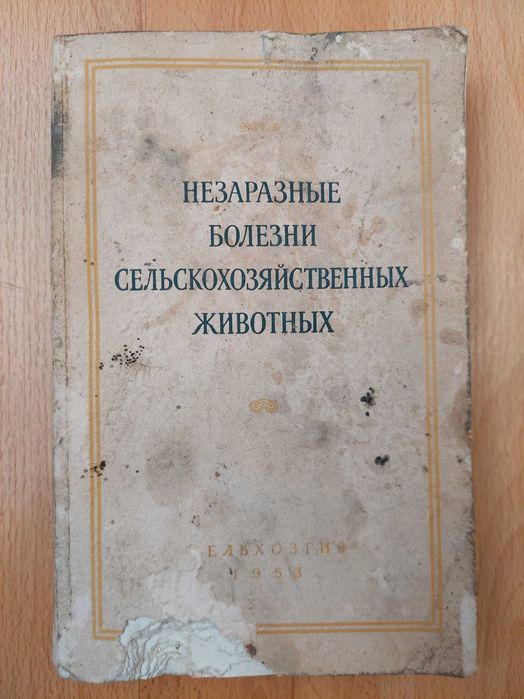 НЕЗАРАЗНЫЕ
БОЛЕЗНИ
СЕЛЬСКОХОЗЯЙСТВЕННЫХ
ЖИВОТНЫХ
ЕЛЬХОЗГИЗ
1953